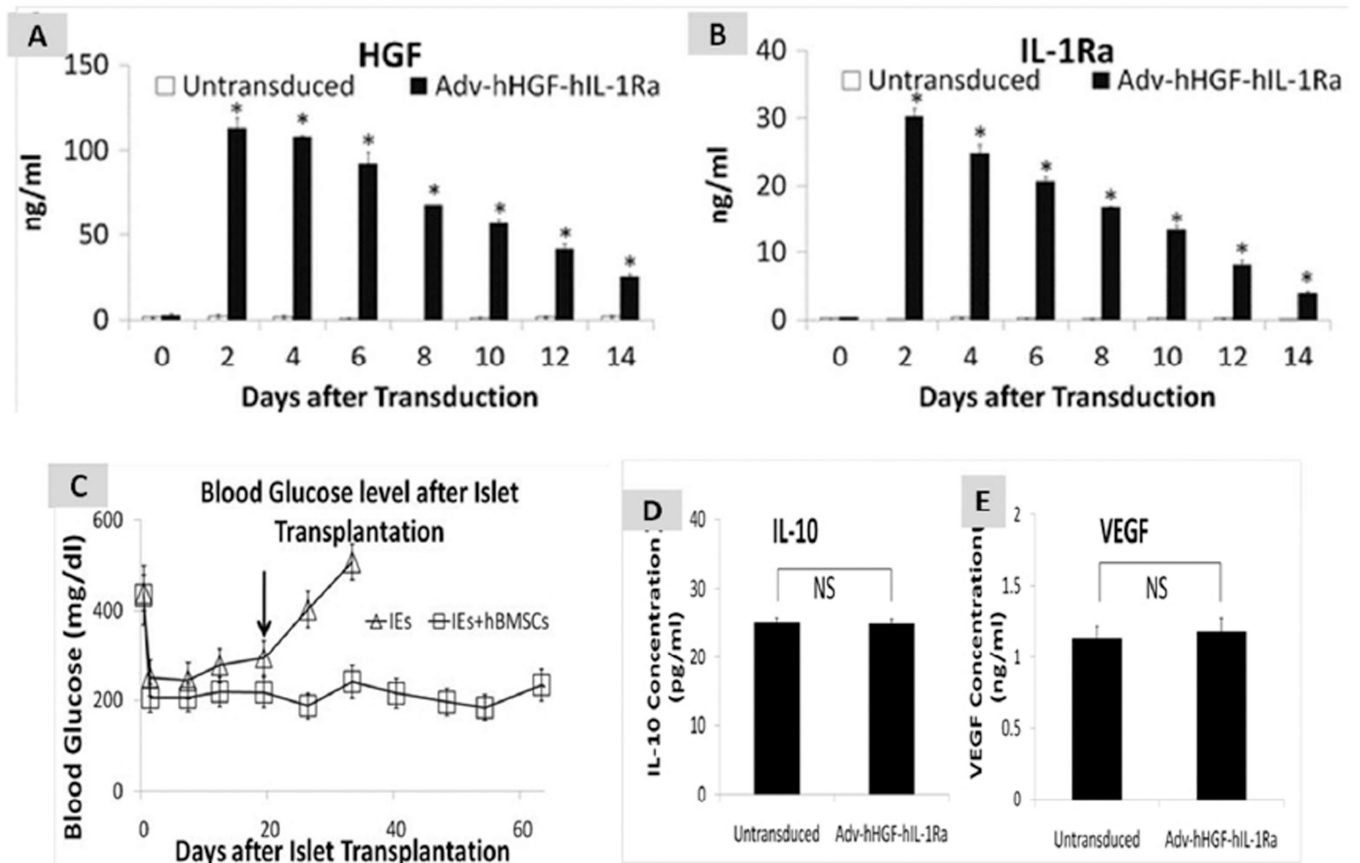 A
HGF
150
100
50
0
ng/ml
Untransduced
Adv-hHGF-hIL-1Ra
* * * * * * *
0 2 4 6 8 10 12 14
Days after Transduction
B
IL-1Ra
40
30
20
10
0
ng/ml
Untransduced
Adv-hHGF-hIL-1Ra
* * * * * * *
0 2 4 6 8 10 12 14
Days after Transduction
C
Blood Glucose level after Islet
Transplantation
600
400
200
0
Blood Glucose (mg/dl)
IEs
IEs+hBMSCs
0 20 40 60
Days after Islet Transplantation
D
IL-10
40
30
20
10
0
IL-10 Concentration
(pg/ml)
NS
Untransduced
Adv-hHGF-hIL-1Ra
E
VEGF
2
1.5
1
0.5
0
VEGF Concentration
(ng/ml)
NS
Untransduced
Adv-hHGF-hIL-1Ra